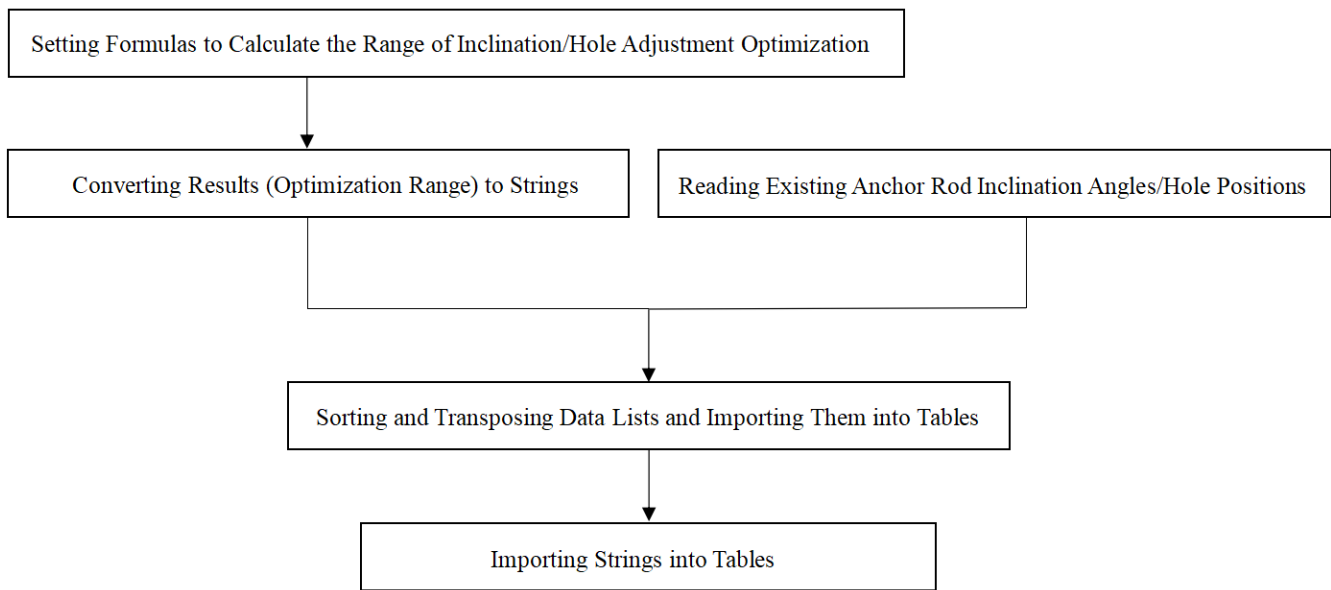 Setting Formulas to Calculate the Range of Inclination/Hole Adjustment Optimization
Converting Results (Optimization Range) to Strings
Reading Existing Anchor Rod Inclination Angles/Hole Positions
Sorting and Transposing Data Lists and Importing Them into Tables
Importing Strings into Tables